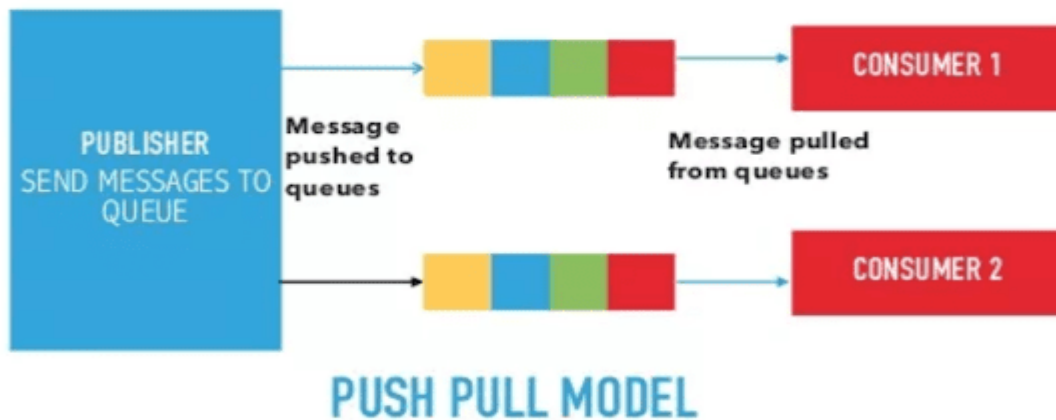 PUBLISHER
SEND MESSAGES TO
QUEUE
Message
pushed to
queues
Message pulled
from queues
CONSUMER 1
CONSUMER 2
PUSH PULL MODEL